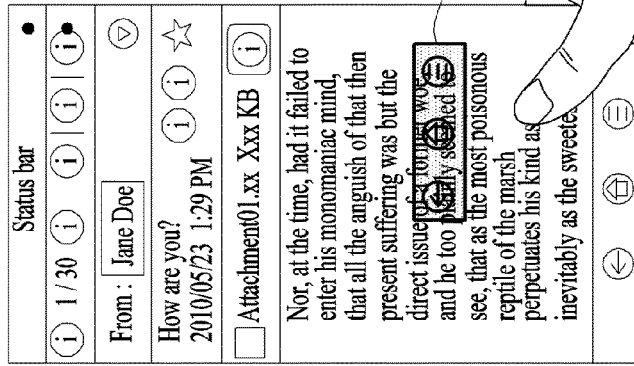 Status bar
i 1 / 30 i i i i
From : Jane Doe
How are you? i i
2010/05/23 1:29 PM
Attachment01.xx Xxx KB i
Nor, at the time, had it failed to
enter his monomaniac mind,
that all the anguish of that then
present suffering was but the
direct issue of a former woe
and he too plainly seemed to
see, that as the most poisonous
reptile of the marsh
perpetuates his kind as
inevitably as the sweetes